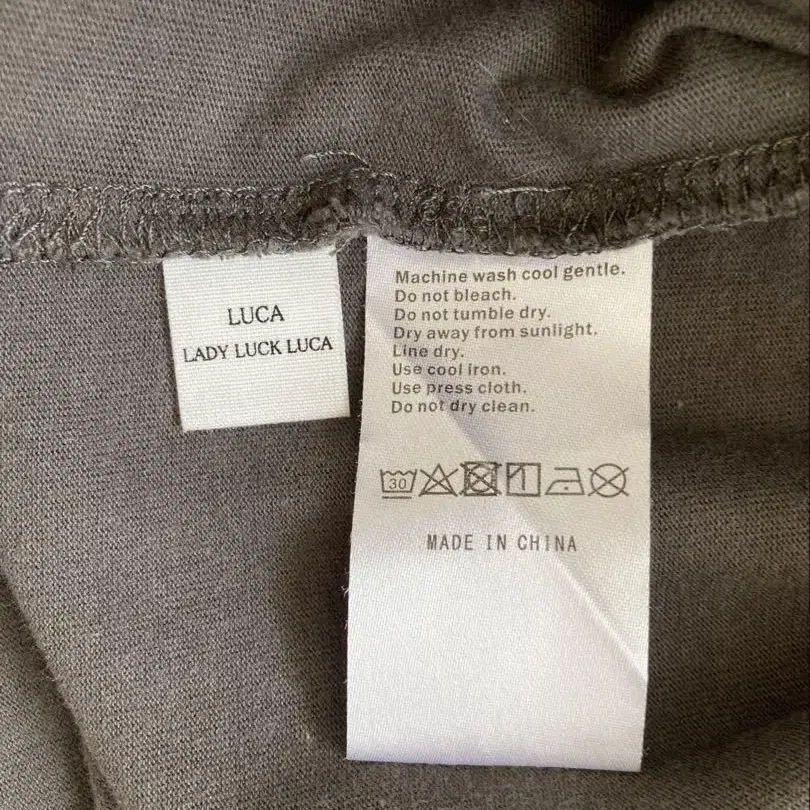 LUCA
LADY LUCK LUCA
Machine wash cool gentle.
Do not bleach.
Do not tumble dry.
Dry away from sunlight.
Line dry.
Use cool iron.
Use press cloth.
Do not dry clean.
30
MADE IN CHINA